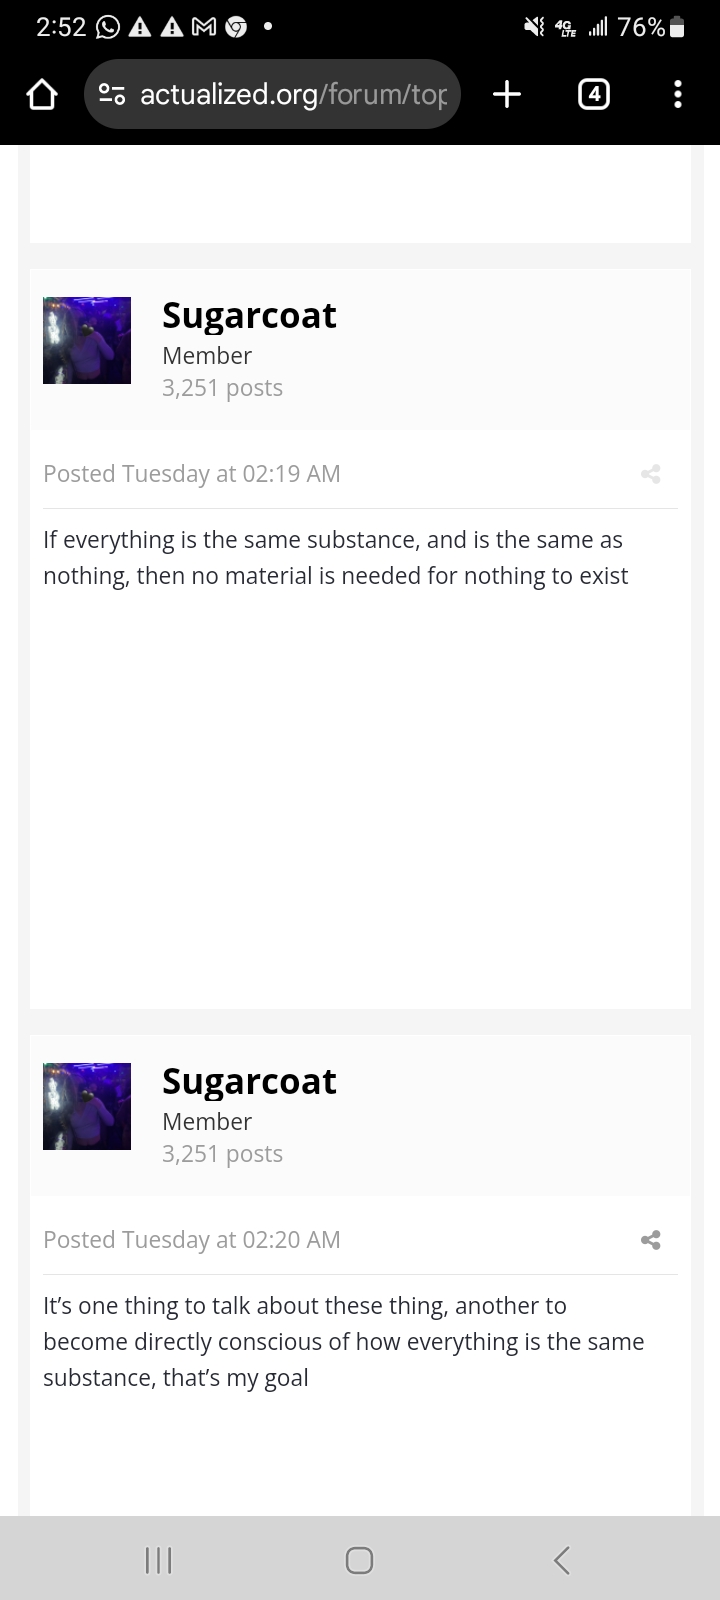 2:52 76%
actualized.org/forum/top
4
Sugarcoat
Member
3,251 posts
Posted Tuesday at 02:19 AM
If everything is the same substance, and is the same as
nothing, then no material is needed for nothing to exist
Sugarcoat
Member
3,251 posts
Posted Tuesday at 02:20 AM
It’s one thing to talk about these thing, another to
become directly conscious of how everything is the same
substance, that’s my goal